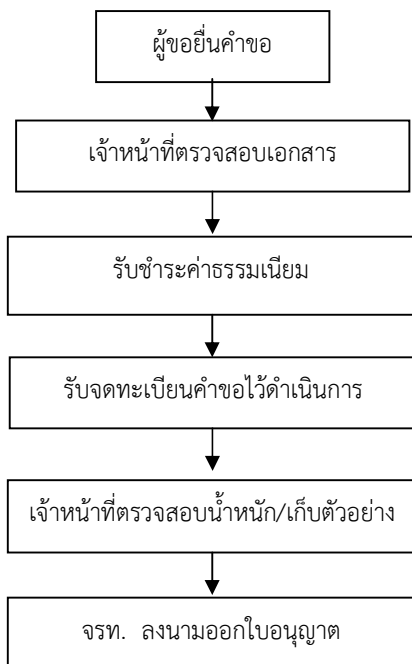 ผู้ขอยื่นคำขอ
เจ้าหน้าที่ตรวจสอบเอกสาร
รับชำระค่าธรรมเนียม
รับจดทะเบียนคำขอไว้ดำเนินการ
เจ้าหน้าที่ตรวจสอบน้ำหนัก/เก็บตัวอย่าง
จรท. ลงนามออกใบอนุญาต